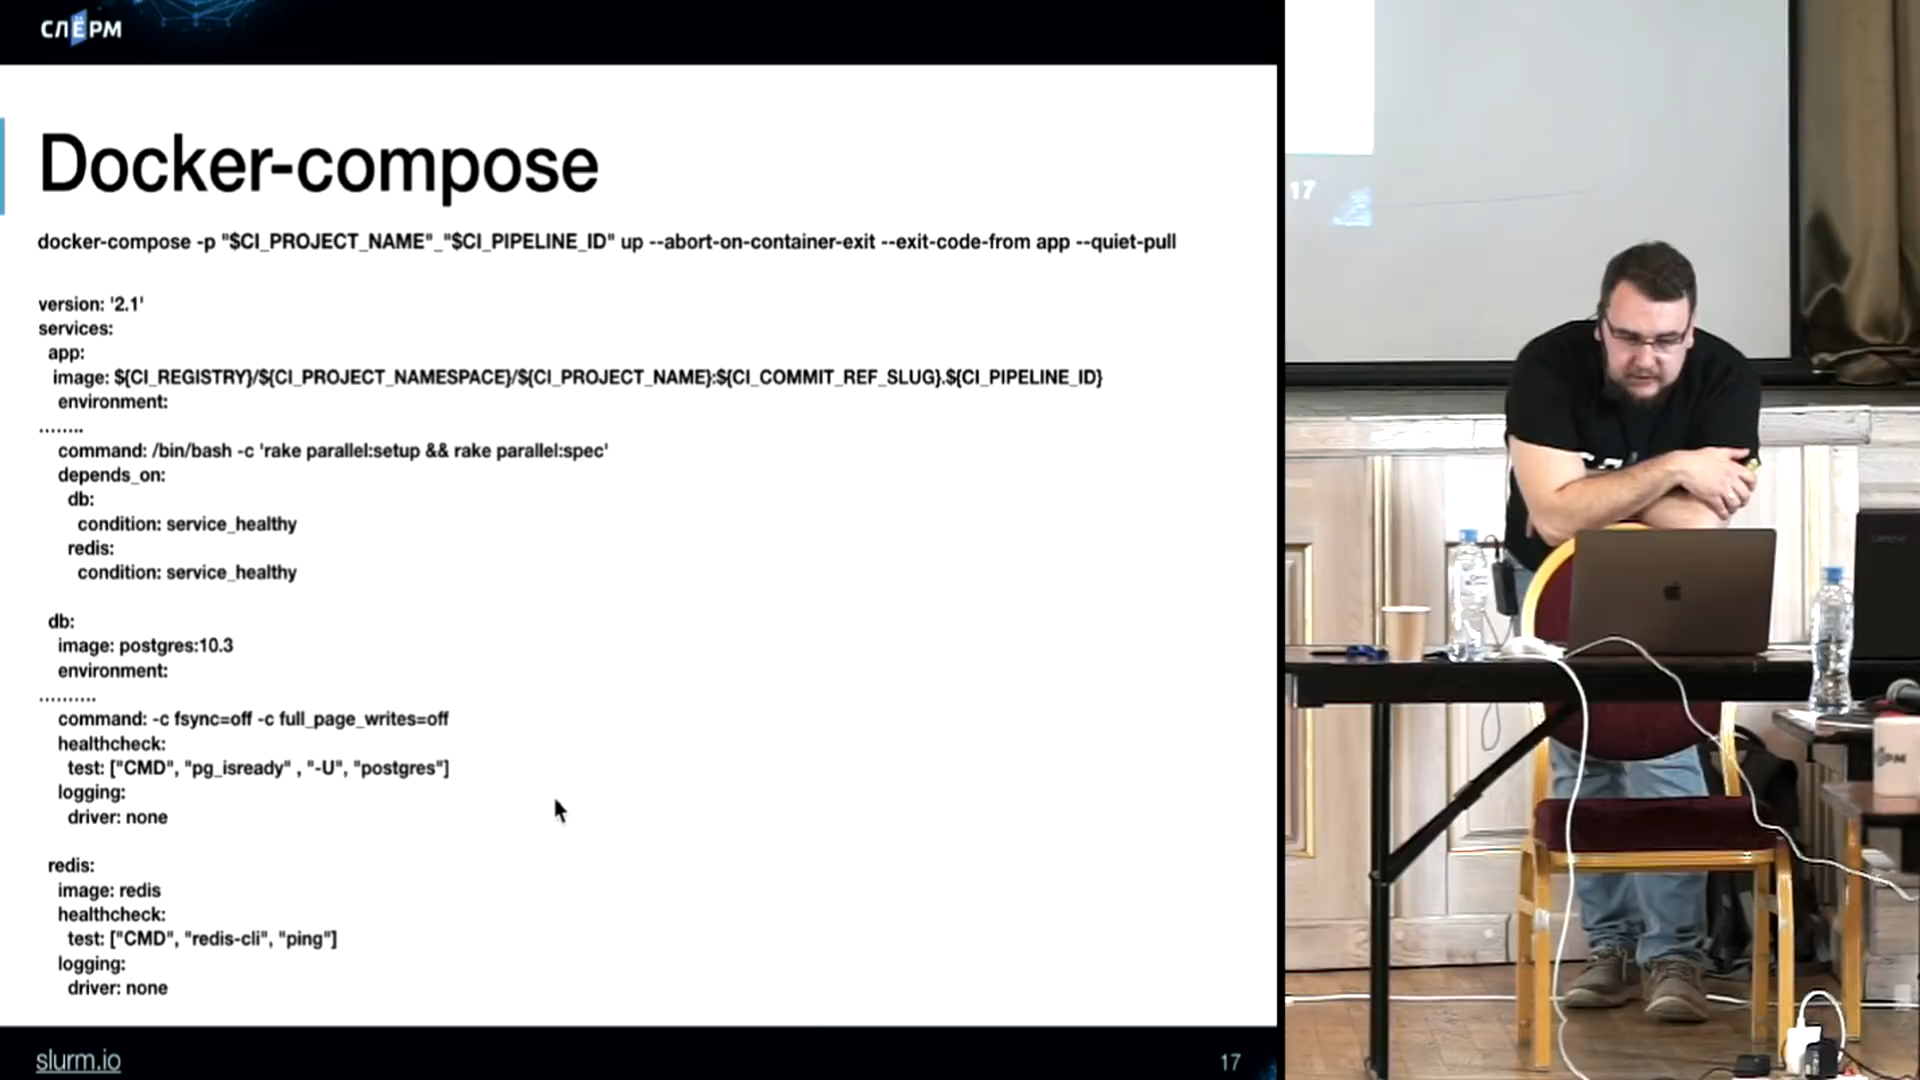 СЛЁРМ
Docker-compose
docker-compose -p "$CI_PROJECT_NAME"_"$CI_PIPELINE_ID" up --abort-on-container-exit --exit-code-from app --quiet-pull
version: '2.1'
services:
app:
image: ${CI_REGISTRY}/${CI_PROJECT_NAMESPACE}/${CI_PROJECT_NAME}:${CI_COMMIT_REF_SLUG}.${CI_PIPELINE_ID}
environment:
........
command: /bin/bash -c 'rake parallel:setup && rake parallel:spec'
depends_on:
db:
condition: service_healthy
redis:
condition: service_healthy
db:
image: postgres:10.3
environment:
..........
command: -c fsync=off -c full_page_writes=off
healthcheck:
test: ["CMD", "pg_isready" , "-U", "postgres"]
logging:
driver: none
redis:
image: redis
healthcheck:
test: ["CMD", "redis-cli", "ping"]
logging:
driver: none
slurm.io
17
17